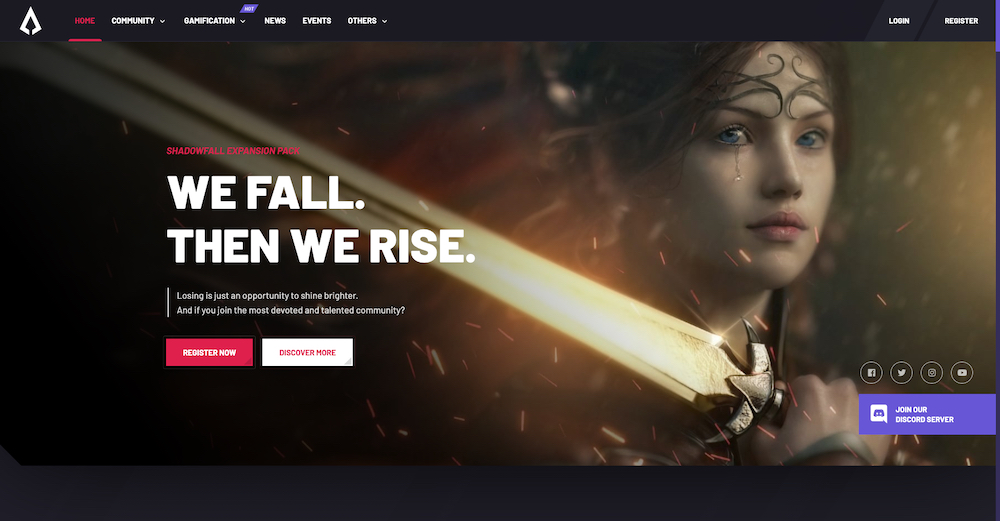 HOME
COMMUNITY
GAMIFICATION
HOT
NEWS
EVENTS
OTHERS
LOGIN
REGISTER
SHADOWFALL EXPANSION PACK
WE FALL.
THEN WE RISE.
Losing is just an opportunity to shine brighter.
And if you join the most devoted and talented community?
REGISTER NOW
DISCOVER MORE
JOIN OUR
DISCORD SERVER